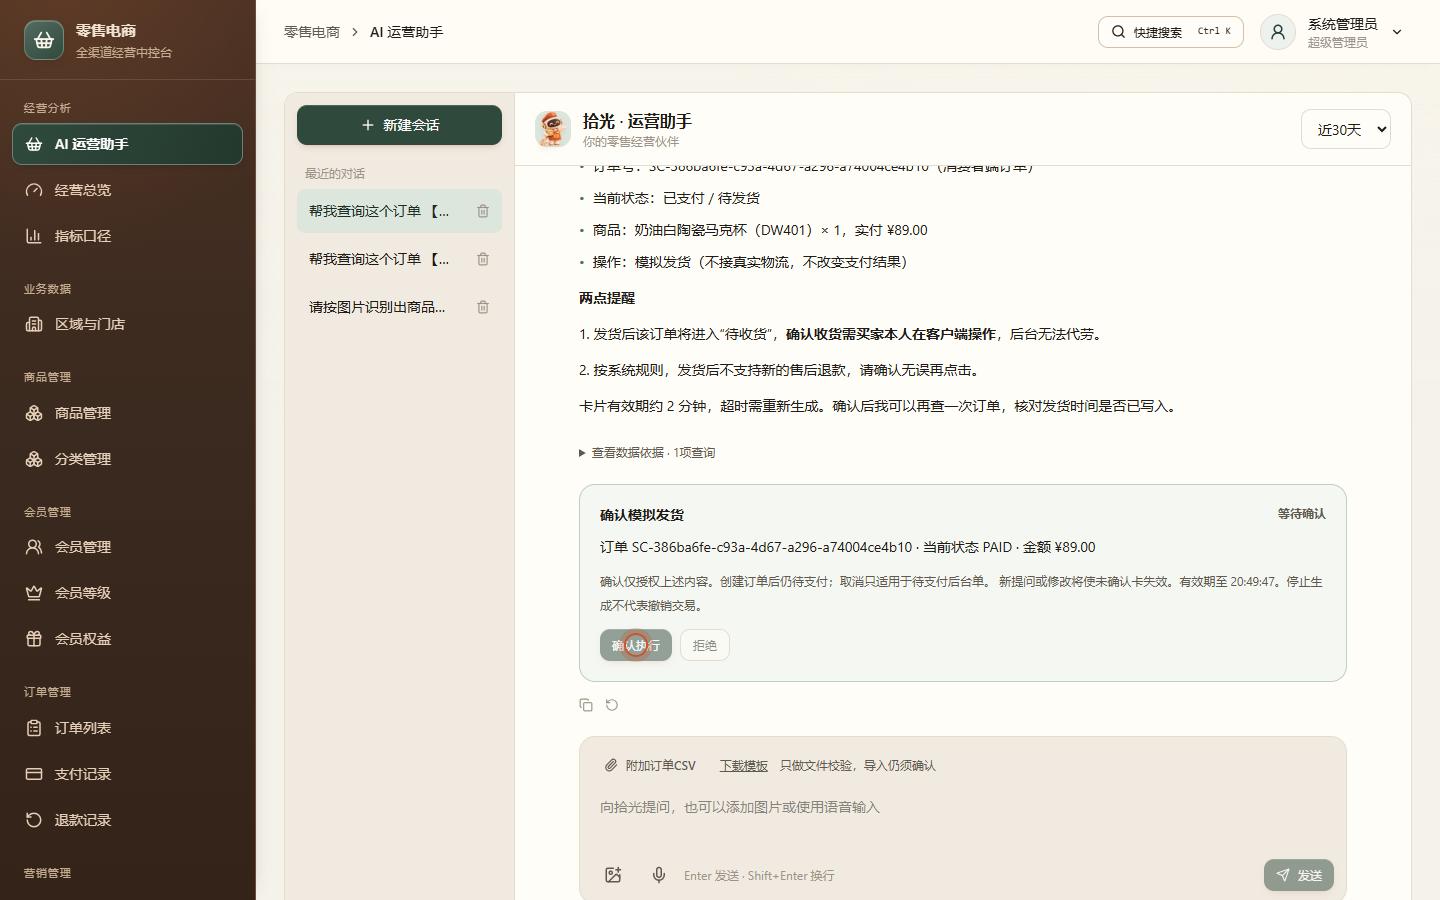 零售电商
全渠道经营中控台
经营分析
AI 运营助手
经营总览
指标口径
业务数据
区域与门店
商品管理
商品管理
分类管理
会员管理
会员管理
会员等级
会员权益
订单管理
订单列表
支付记录
退款记录
营销管理
零售电商 > AI 运营助手
快捷搜索 Ctrl K
系统管理员
超级管理员
新建会话
最近的对话
帮我查询这个订单 【...
帮我查询这个订单 【...
请按图片识别出商品...
拾光 · 运营助手
你的零售经营伙伴
近30天
• 订单号：SC-386ba6fe-c93a-4d67-a296-a74004ce4b10（消费者端订单）
• 当前状态：已支付 / 待发货
• 商品：奶油白陶瓷马克杯（DW401）× 1，实付 ¥89.00
• 操作：模拟发货（不接真实物流，不改变支付结果）
两点提醒
1. 发货后该订单将进入“待收货”，确认收货需买家本人在客户端操作，后台无法代劳。
2. 按系统规则，发货后不支持新的售后退款，请确认无误再点击。
卡片有效期约 2 分钟，超时需重新生成。确认后我可以再查一次订单，核对发货时间是否已写入。
查看数据依据 · 1项查询
确认模拟发货
等待确认
订单 SC-386ba6fe-c93a-4d67-a296-a74004ce4b10 · 当前状态 PAID · 金额 ¥89.00
确认仅授权上述内容。创建订单后仍待支付；取消只适用于待支付后台单。 新提问或修改将使未确认卡失效。有效期至 20:49:47。停止生
成不代表撤销交易。
确认执行
拒绝
附加订单CSV
下载模板
只做文件校验，导入仍须确认
向拾光提问，也可以添加图片或使用语音输入
Enter 发送 · Shift+Enter 换行
发送